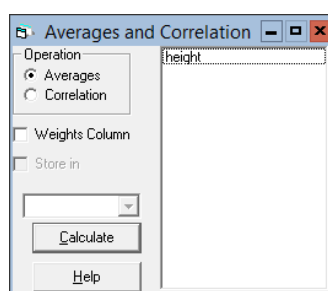 Averages and Correlation
Operation
Averages
Correlation
Weights Column
Store in
Calculate
Help
height